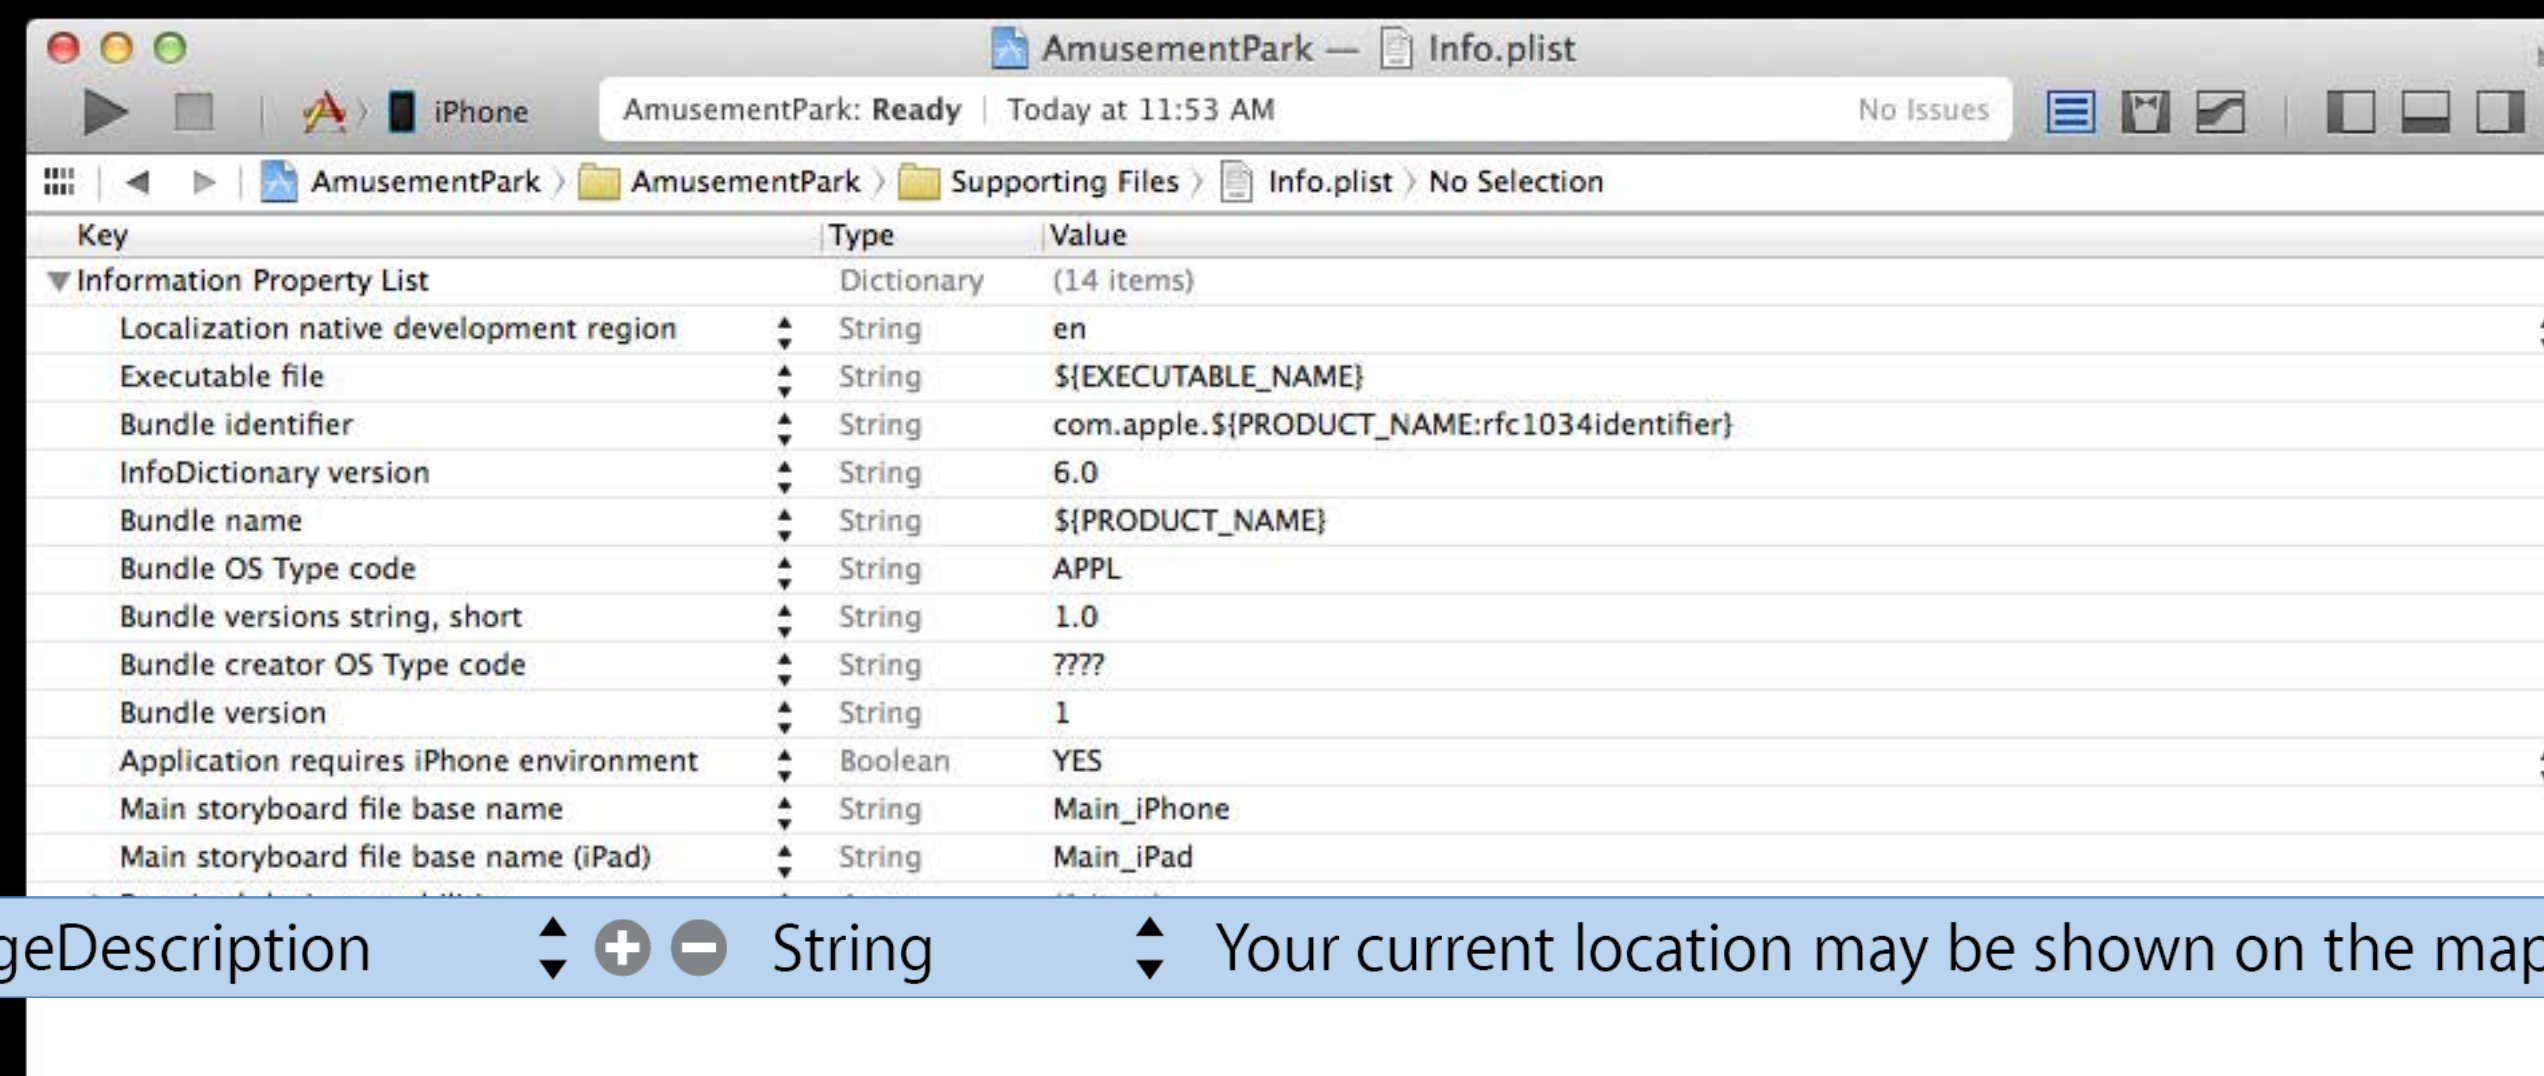 AmusementPark — Info.plist
iPhone AmusementPark: Ready | Today at 11:53 AM No Issues
AmusementPark AmusementPark Supporting Files Info.plist No Selection
Key Type Value
Information Property List Dictionary (14 items)
Localization native development region String en
Executable file String ${EXECUTABLE_NAME}
Bundle identifier String com.apple.${PRODUCT_NAME:rfc1034identifier}
InfoDictionary version String 6.0
Bundle name String ${PRODUCT_NAME}
Bundle OS Type code String APPL
Bundle versions string, short String 1.0
Bundle creator OS Type code String ????
Bundle version String 1
Application requires iPhone environment Boolean YES
Main storyboard file base name String Main_iPhone
Main storyboard file base name (iPad) String Main_iPad
geDescription String Your current location may be shown on the map